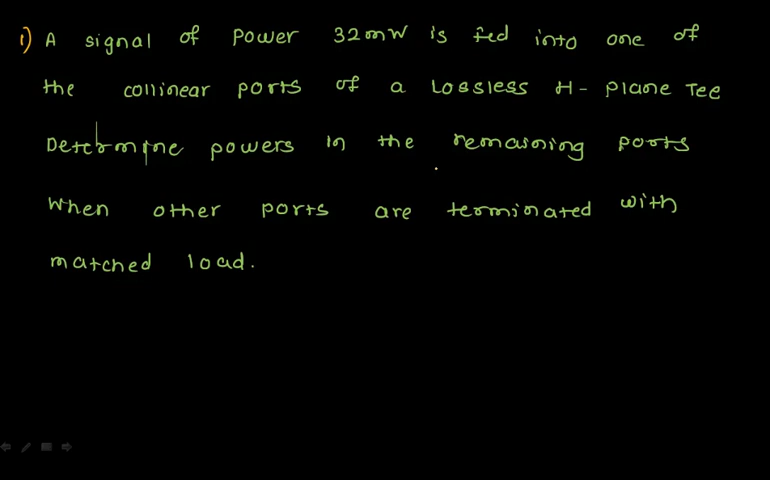 1) A signal of power 32mW is fed into one of
the collinear ports of a Lossless H-plane Tee
Determine powers in the remaining ports
When other ports are terminated with
matched load.